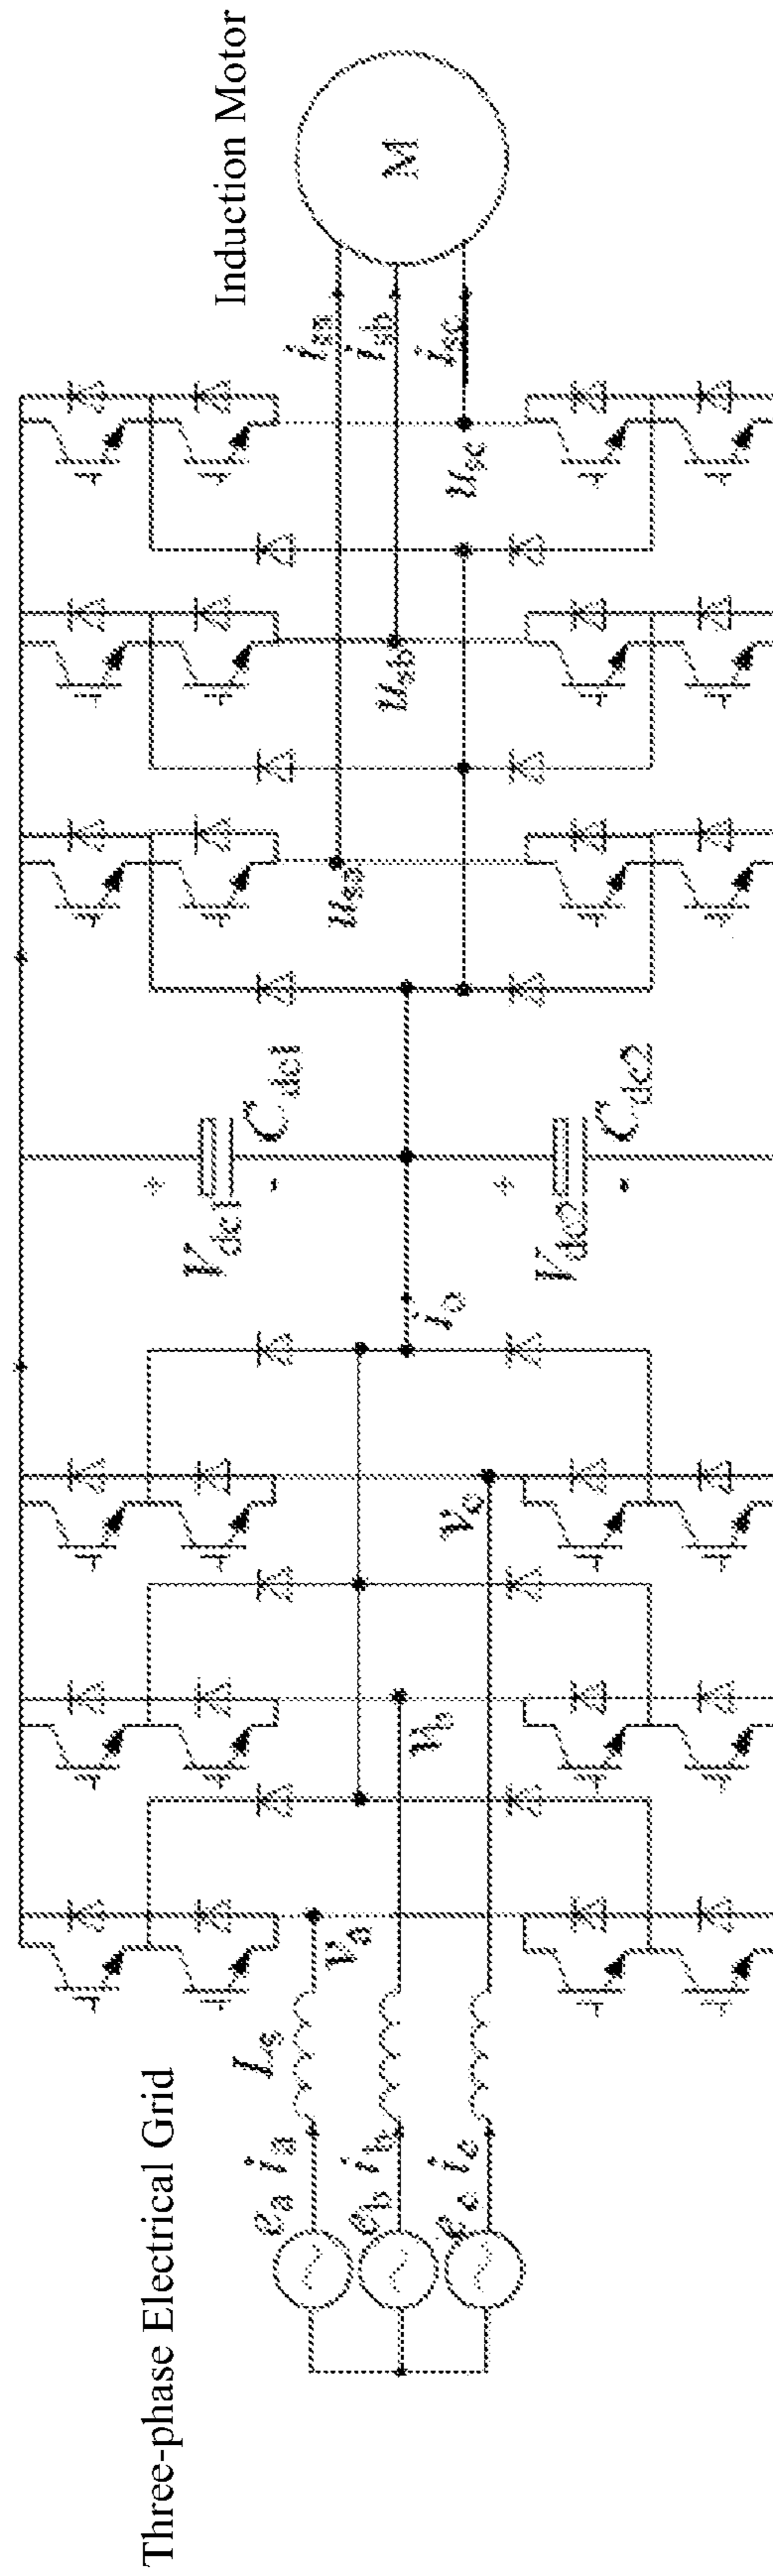 Three-phase Electrical Grid
Induction Motor
e_a i_a
e_b i_b
e_c i_c
L_s
v_a
v_b
v_c
i_o
V_dc1
+
-
C_dc1
V_dc2
+
-
C_dc2
u_sa
u_sb
u_sc
i_sa
i_sb
i_sc
M